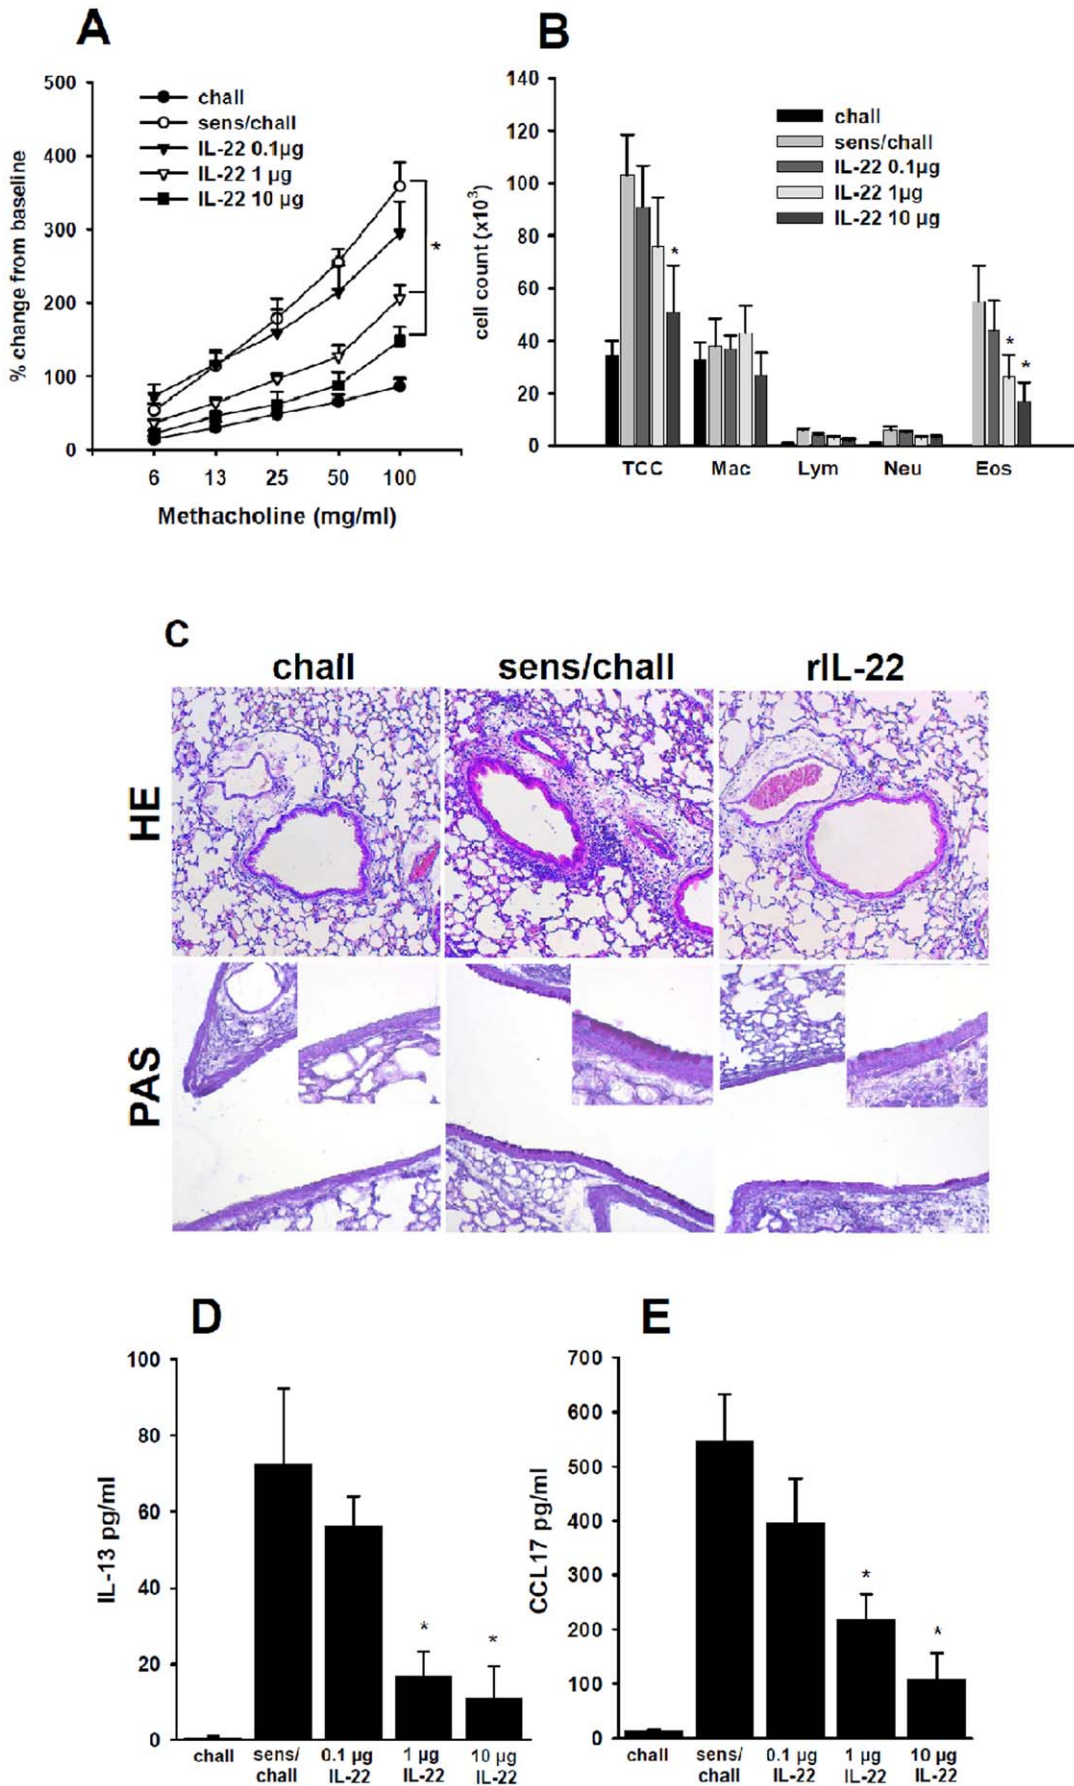 A
500
400
300
200
100
0
% change from baseline
chall
sens/chall
IL-22 0.1µg
IL-22 1 µg
IL-22 10 µg
*
6 13 25 50 100
Methacholine (mg/ml)
B
140
120
100
80
60
40
20
0
cell count (x10³)
chall
sens/chall
IL-22 0.1µg
IL-22 1µg
IL-22 10 µg
*
*
*
TCC Mac Lym Neu Eos
C
chall sens/chall rIL-22
HE
PAS
D
100
80
60
40
20
0
IL-13 pg/ml
*
*
chall sens/ 0.1 µg 1 µg 10 µg
chall IL-22 IL-22 IL-22
E
700
600
500
400
300
200
100
0
CCL17 pg/ml
*
*
chall sens/ 0.1 µg 1 µg 10 µg
chall IL-22 IL-22 IL-22